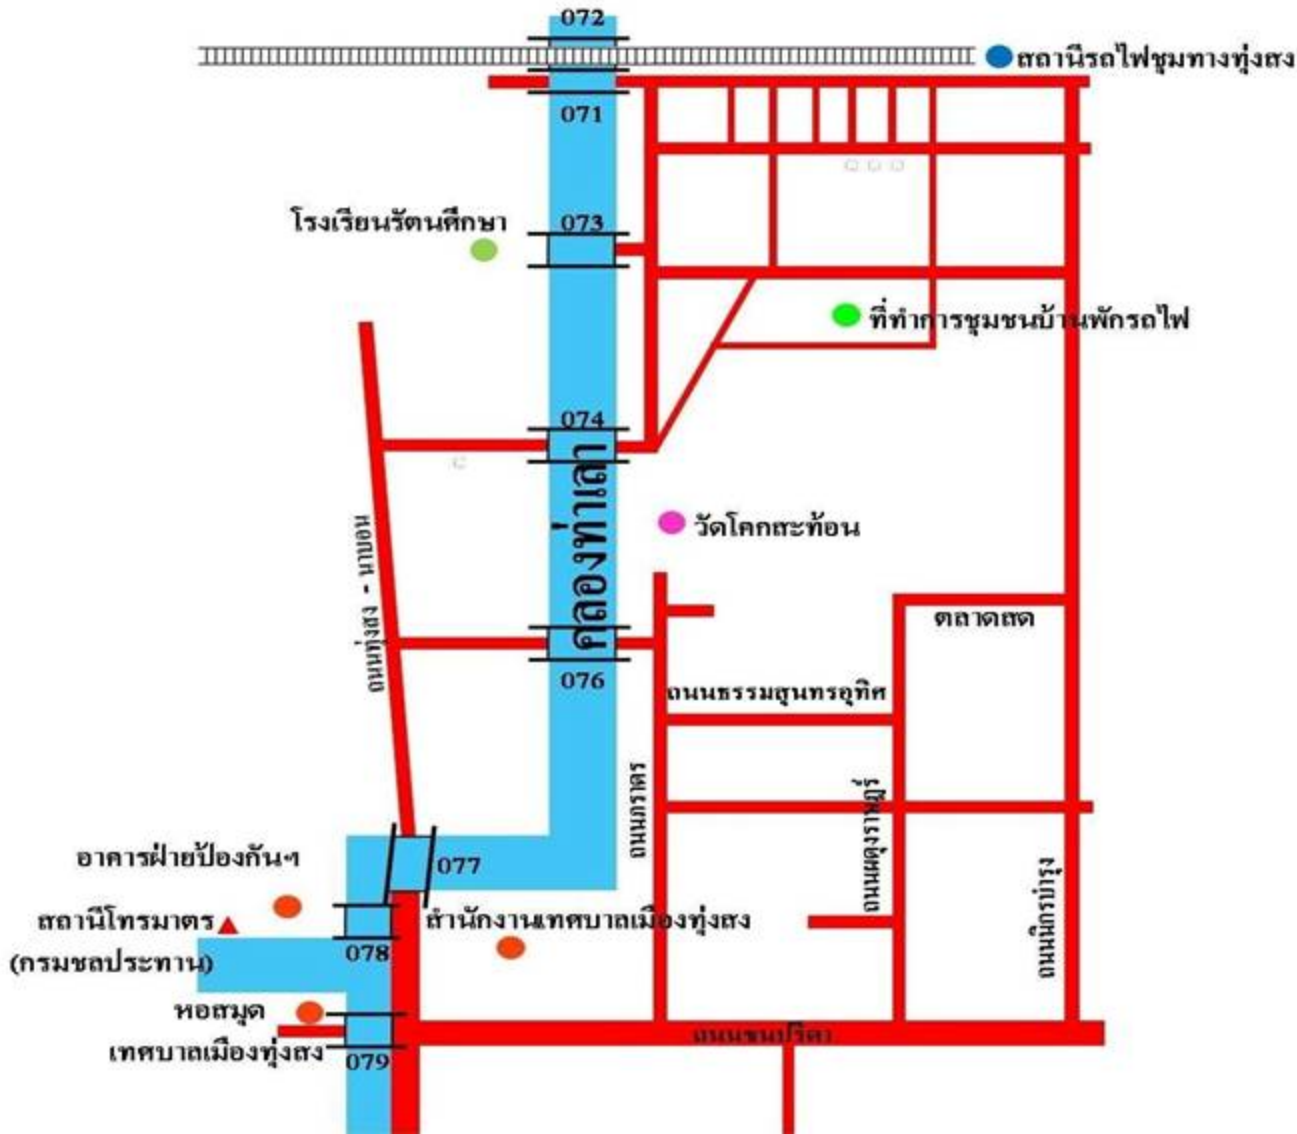 072
สถานีรถไฟชุมทางทุ่งสง
071
โรงเรียนรัตนศึกษา
073
ที่ทำการชุมชนบ้านพักรถไฟ
074
คลองท่าเลา
วัดโคกสะท้อน
ถนนทุ่งสง - นาบอน
ตลาดสด
076
ถนนธรรมสุนทรอุทิศ
ถนนผดุงราษฎร์
อาคารฝ่ายป้องกันฯ
077
สถานีโทรมาตร
(กรมชลประทาน)
สำนักงานเทศบาลเมืองทุ่งสง
078
หอสมุด
เทศบาลเมืองทุ่งสง
ถนนชนปรีดา
079